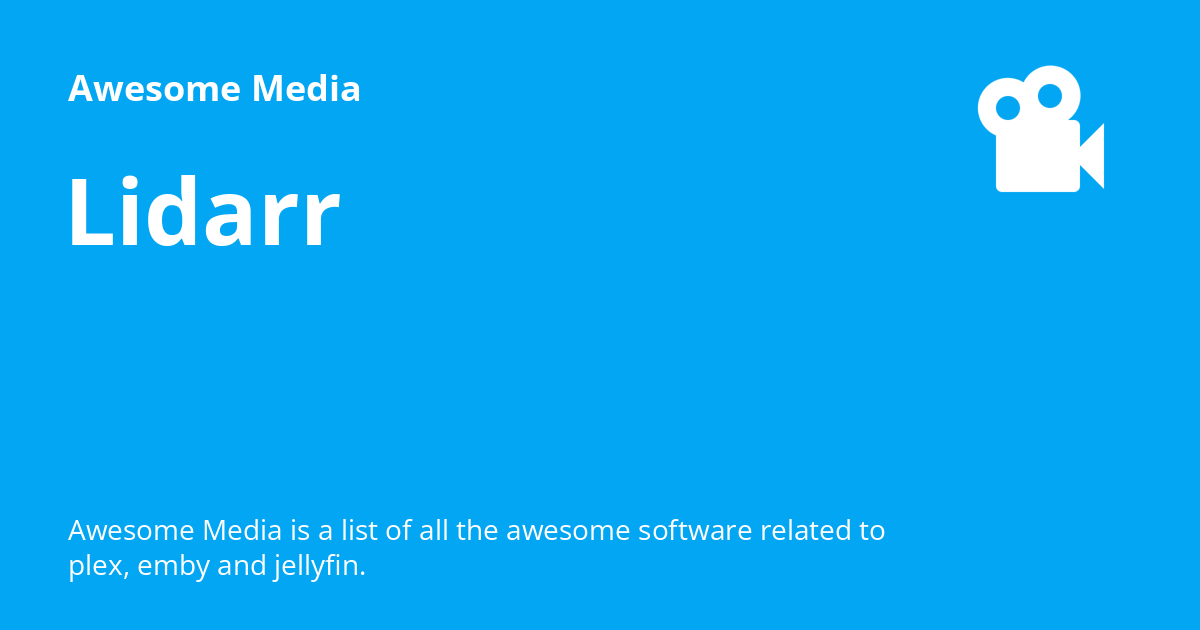 Awesome Media
Lidarr
Awesome Media is a list of all the awesome software related to
plex, emby and jellyfin.